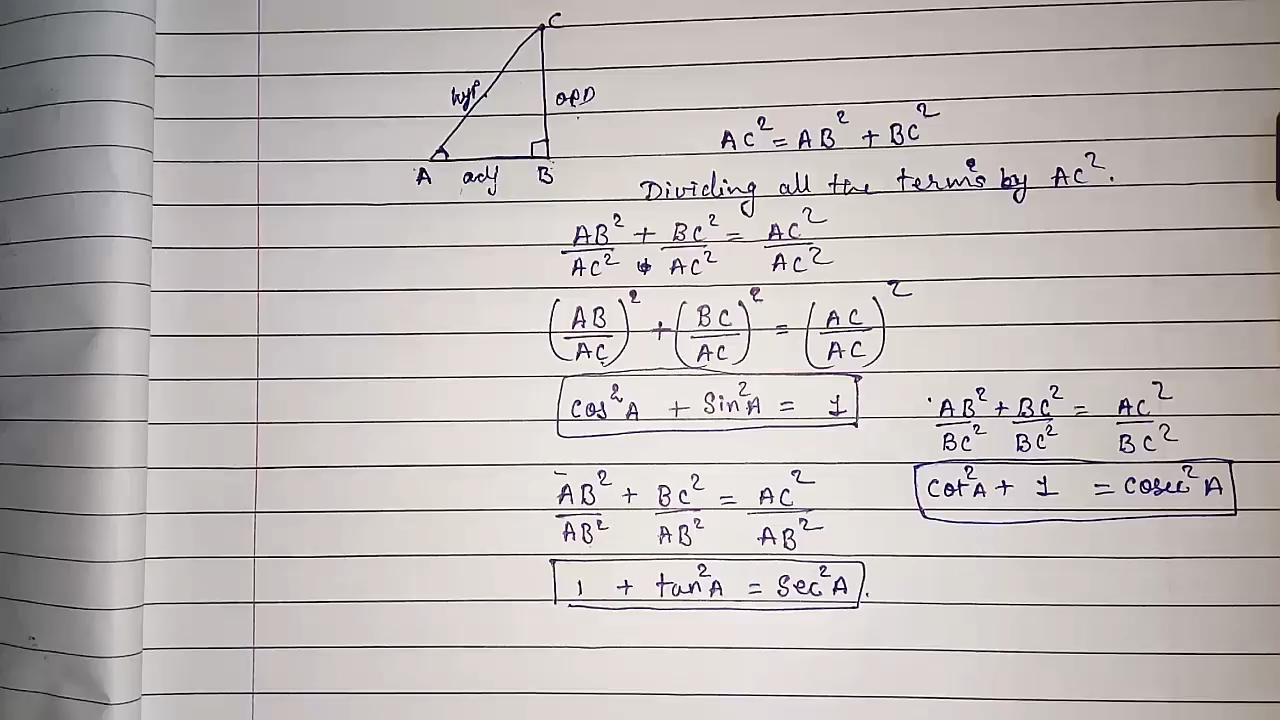 C
hyp. opp
A adj B
AC² = AB² + BC²
Dividing all the terms by AC².
AB²/AC² + BC²/AC² = AC²/AC²
(AB/AC)² + (BC/AC)² = (AC/AC)²
cos²A + sin²A = 1
AB²/AB² + BC²/AB² = AC²/AB²
1 + tan²A = sec²A.
AB²/BC² + BC²/BC² = AC²/BC²
cot²A + 1 = cosec²A